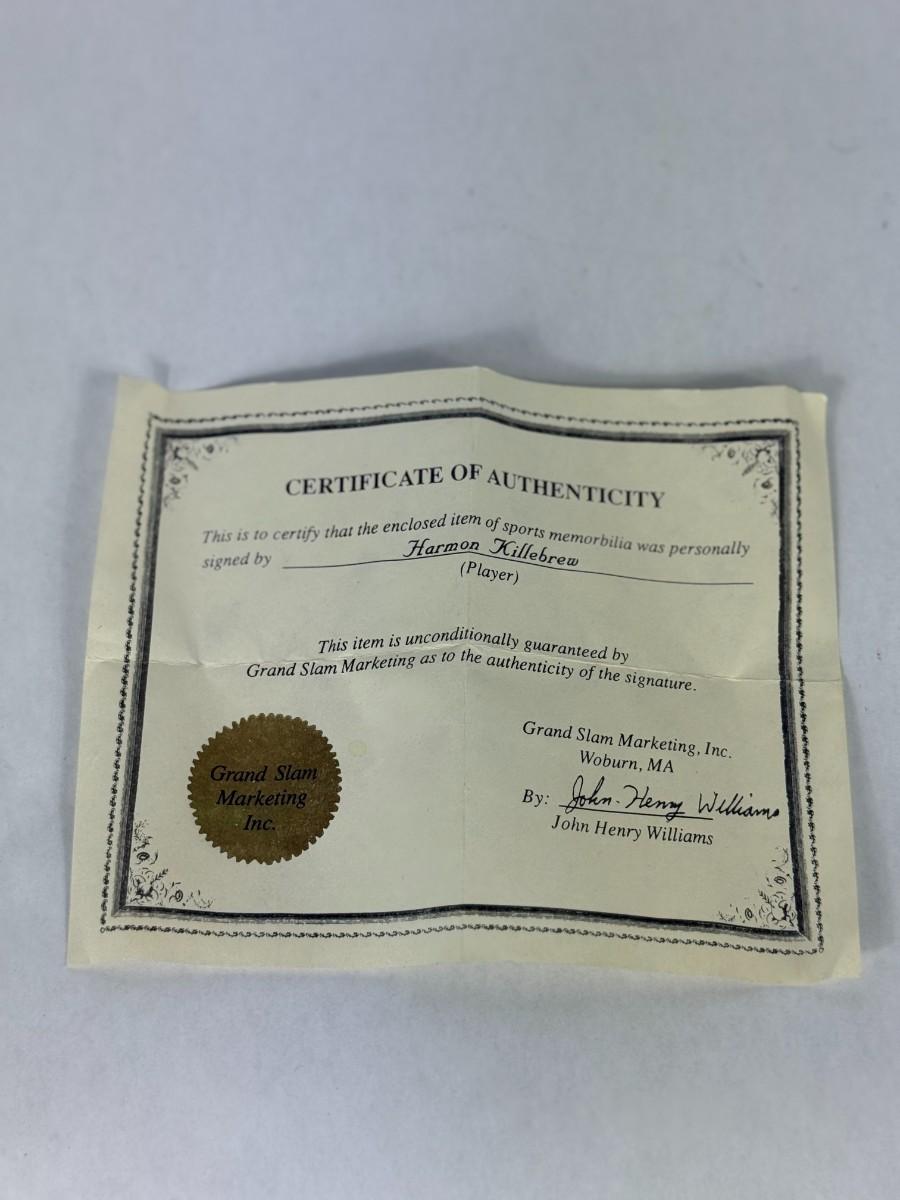 CERTIFICATE OF AUTHENTICITY
This is to certify that the enclosed item of sports memorbilia was personally
signed by Harmon Killebrew
(Player)
This item is unconditionally guaranteed by
Grand Slam Marketing as to the authenticity of the signature.
Grand Slam
Marketing
Inc.
Grand Slam Marketing, Inc.
Woburn, MA
By: John-Henry Williams
John Henry Williams